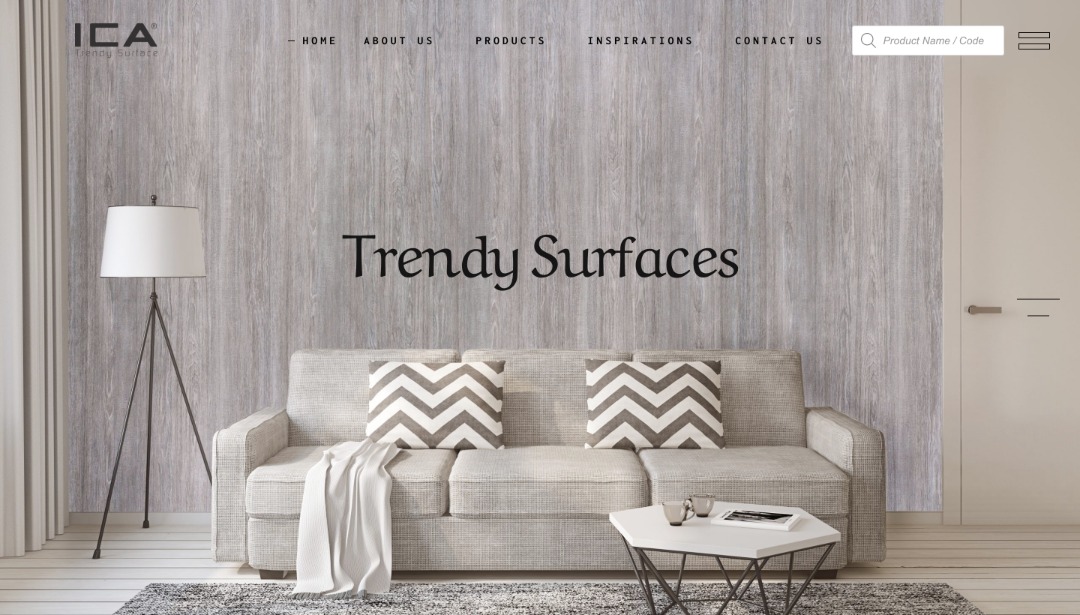 ICA®
Trendy Surface
HOME ABOUT US PRODUCTS INSPIRATIONS CONTACT US
Product Name / Code
Trendy Surfaces